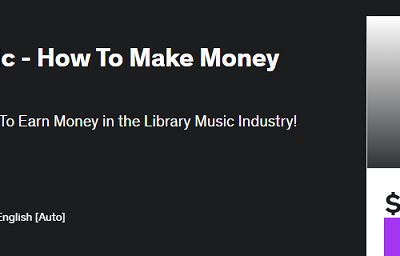 c - How To Make Money
To Earn Money in the Library Music Industry!
English [Auto]
$